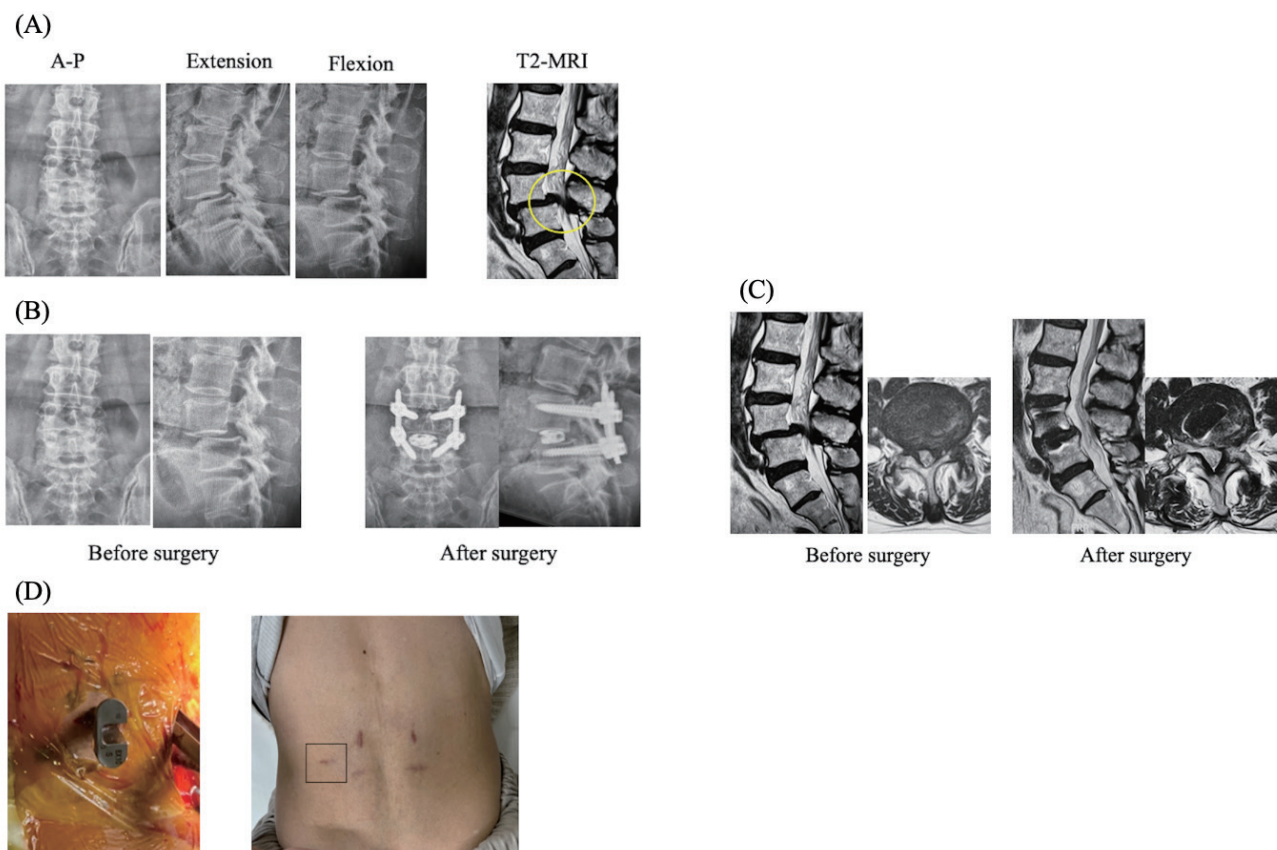 (A)
A-P
Extension
Flexion
T2-MRI
(B)
Before surgery
After surgery
(C)
Before surgery
After surgery
(D)